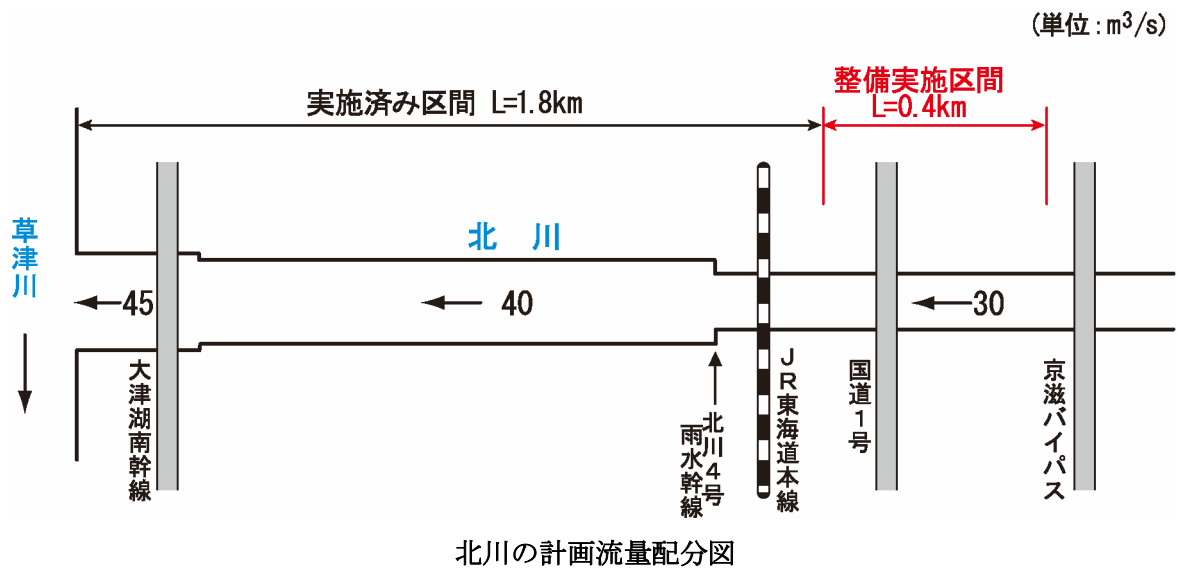 (単位:m³/s)
整備実施区間
L=0.4km
実施済み区間 L=1.8km
草津川
北 川
45
40
30
大津湖南幹線
北川4号
雨水幹線
JR東海道本線
国道1号
京滋バイパス
北川の計画流量配分図